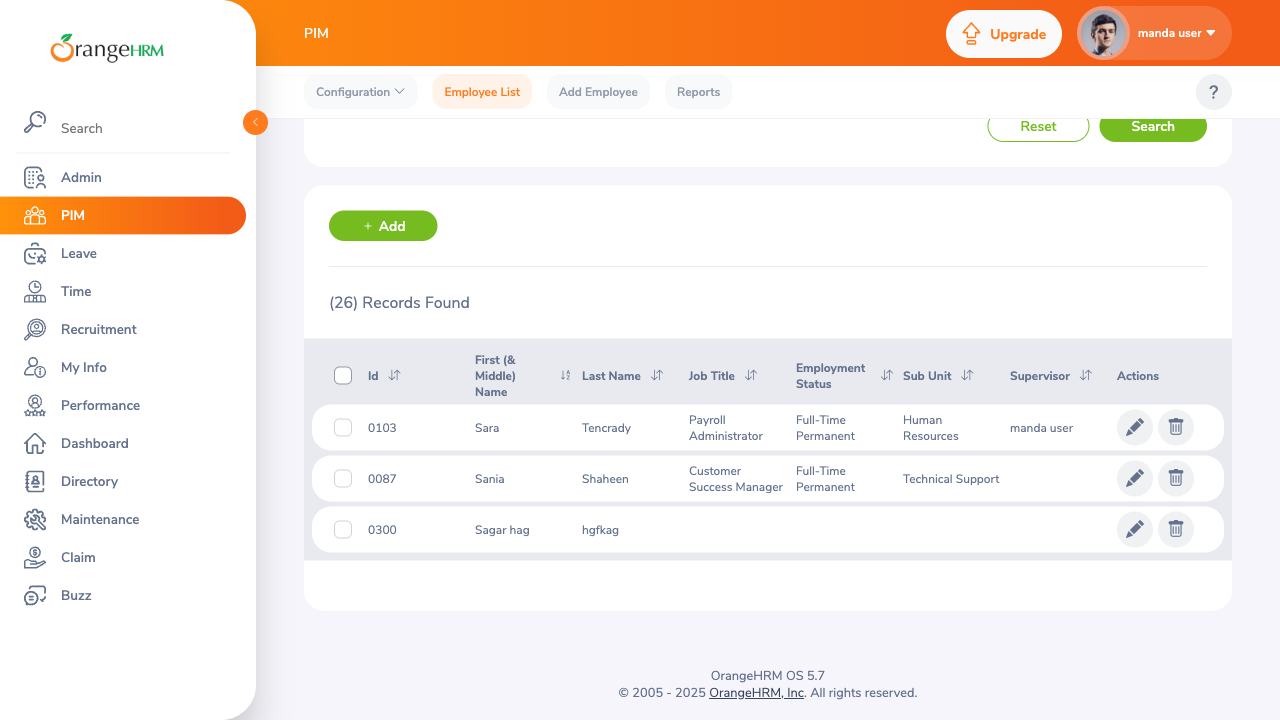 OrangeHRM
PIM
Upgrade
manda user
Configuration
Employee List
Add Employee
Reports
?
Search
Admin
PIM
Leave
Time
Recruitment
My Info
Performance
Dashboard
Directory
Maintenance
Claim
Buzz
Reset
Search
+ Add
(26) Records Found
Id
First (& Middle) Name
Last Name
Job Title
Employment Status
Sub Unit
Supervisor
Actions
0103 Sara Tencrady Payroll Administrator Full-Time Permanent Human Resources manda user
0087 Sania Shaheen Customer Success Manager Full-Time Permanent Technical Support
0300 Sagar hag hgfkag
OrangeHRM OS 5.7
© 2005 - 2025 OrangeHRM, Inc. All rights reserved.